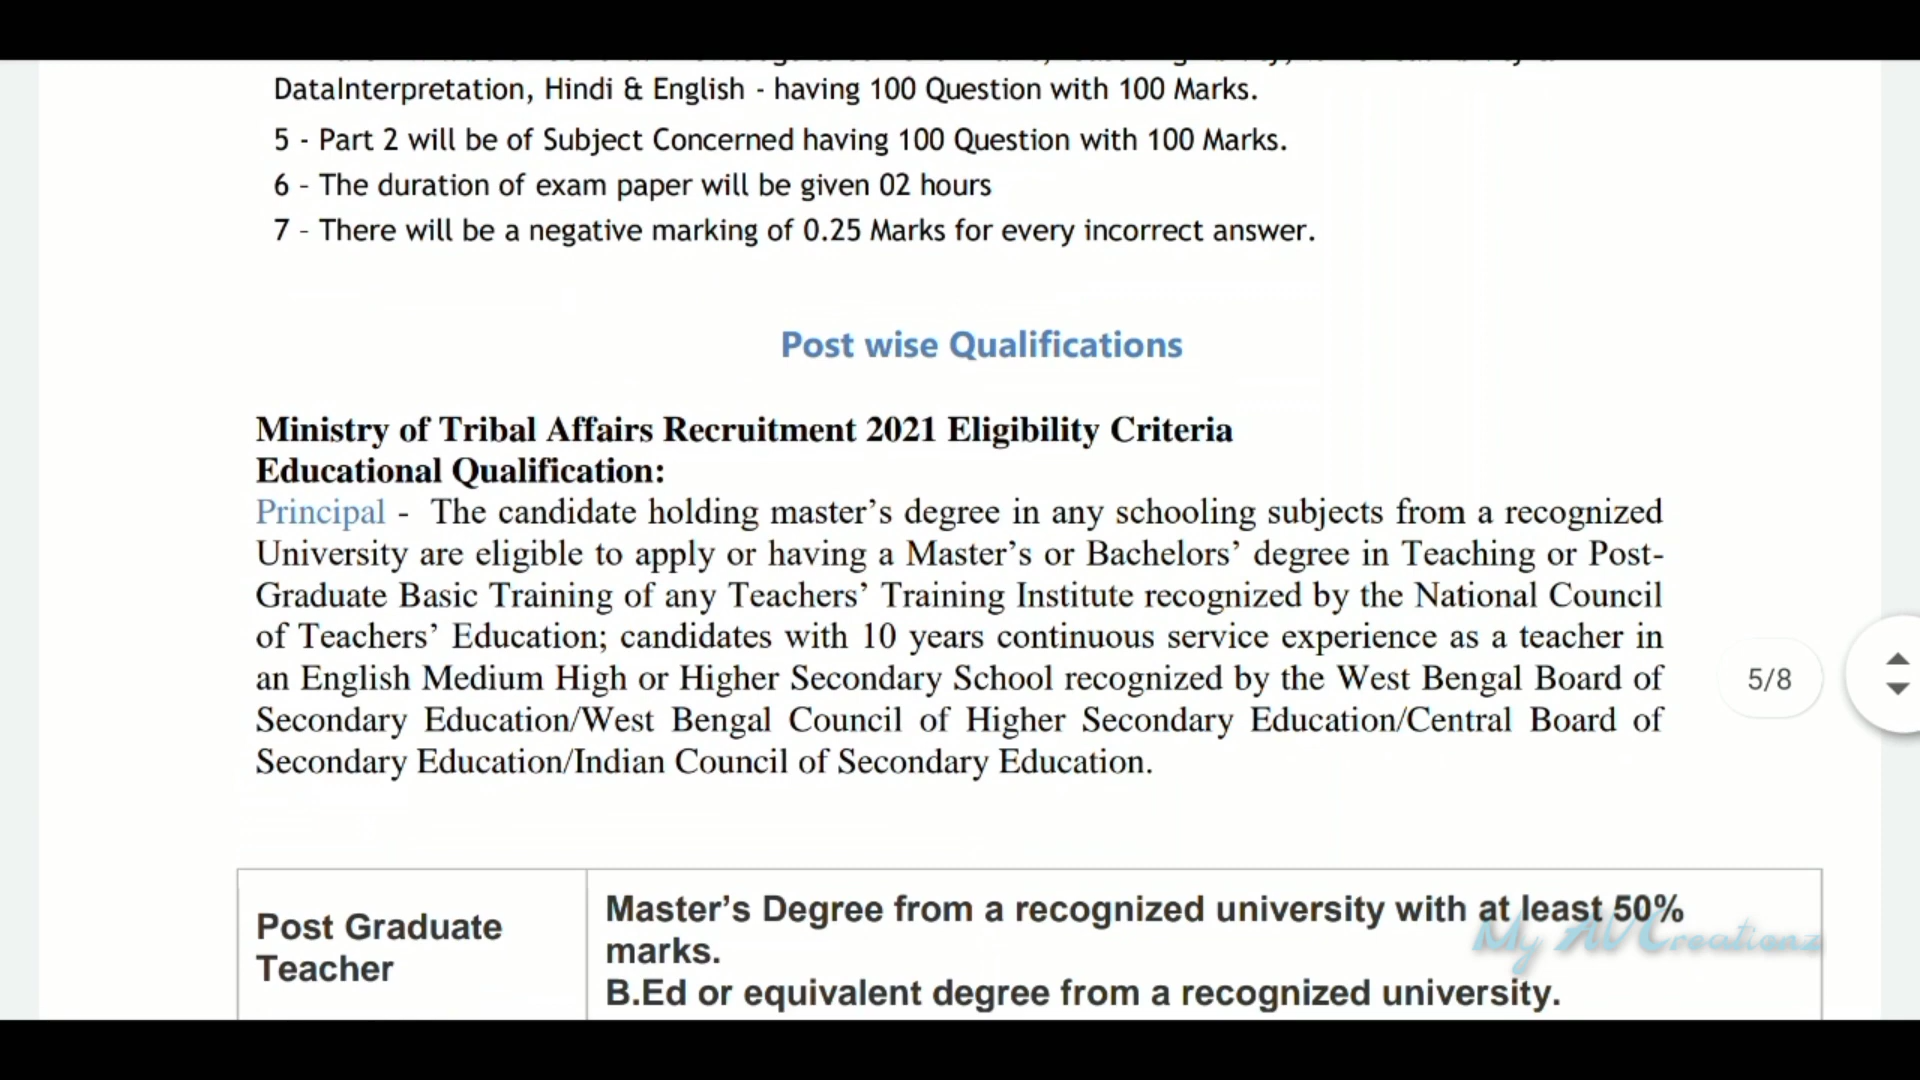 DataInterpretation, Hindi & English - having 100 Question with 100 Marks.
5 - Part 2 will be of Subject Concerned having 100 Question with 100 Marks.
6 - The duration of exam paper will be given 02 hours
7 - There will be a negative marking of 0.25 Marks for every incorrect answer.
Post wise Qualifications
Ministry of Tribal Affairs Recruitment 2021 Eligibility Criteria
Educational Qualification:
Principal - The candidate holding master’s degree in any schooling subjects from a recognized
University are eligible to apply or having a Master’s or Bachelors’ degree in Teaching or Post-
Graduate Basic Training of any Teachers’ Training Institute recognized by the National Council
of Teachers’ Education; candidates with 10 years continuous service experience as a teacher in
an English Medium High or Higher Secondary School recognized by the West Bengal Board of
Secondary Education/West Bengal Council of Higher Secondary Education/Central Board of
Secondary Education/Indian Council of Secondary Education.
5/8
Post Graduate
Teacher
Master’s Degree from a recognized university with at least 50%
marks.
B.Ed or equivalent degree from a recognized university.
My AVCreationz